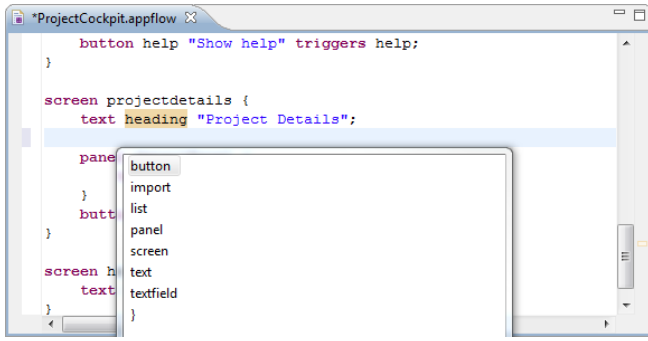 *ProjectCockpit.appflow
button help "Show help" triggers help;
}
screen projectdetails {
text heading "Project Details";
pane
}
butt
}
screen h
text
}
button
import
list
panel
screen
text
textfield
}